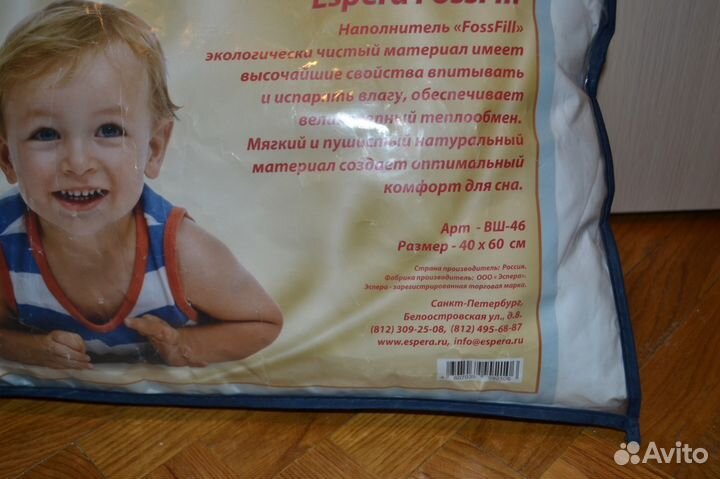 Espera FossFill
Наполнитель «FossFill»
экологически чистый материал имеет
высочайшие свойства впитывать
и испарять влагу, обеспечивает
великолепный теплообмен.
Мягкий и пушистый натуральный
материал создает оптимальный
комфорт для сна.
Арт - ВШ-46
Размер - 40 х 60 см
Страна производитель: Россия.
Фабрика производитель: ООО «Эспера».
Эспера - зарегистрированная торговая марка.
Санкт-Петербург,
Белоостровская ул., д.8.
(812) 309-25-08, (812) 495-68-87
www.espera.ru, info@espera.ru
Avito